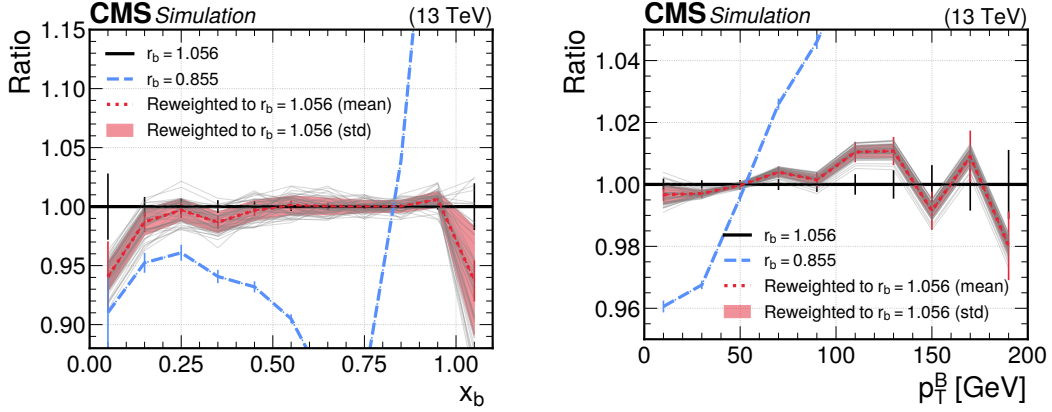 CMS Simulation (13 TeV)
Ratio
1.15
1.10
1.05
1.00
0.95
0.90
r_b = 1.056
r_b = 0.855
Reweighted to r_b = 1.056 (mean)
Reweighted to r_b = 1.056 (std)
0.00 0.25 0.50 0.75 1.00
x_b
CMS Simulation (13 TeV)
Ratio
1.04
1.02
1.00
0.98
0.96
r_b = 1.056
r_b = 0.855
Reweighted to r_b = 1.056 (mean)
Reweighted to r_b = 1.056 (std)
0 50 100 150 200
p_T^B [GeV]